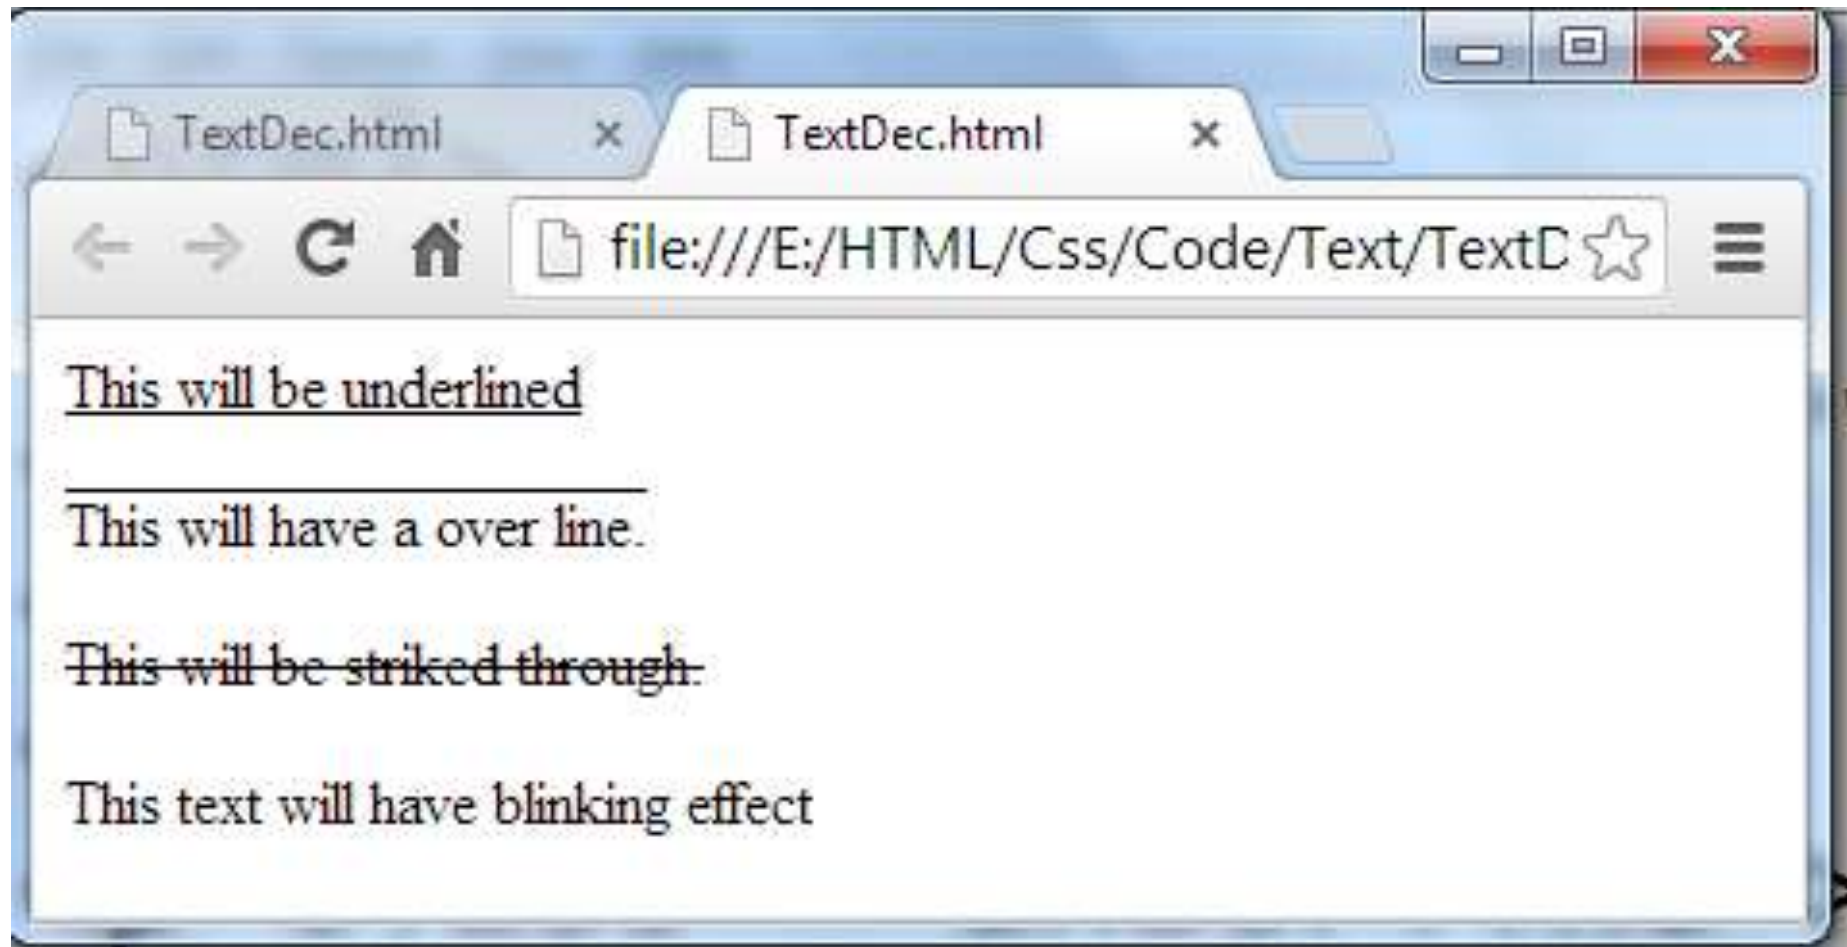 TextDec.html
TextDec.html
file:///E:/HTML/Css/Code/Text/TextD
This will be underlined
This will have a over line.
This will be striked through.
This text will have blinking effect